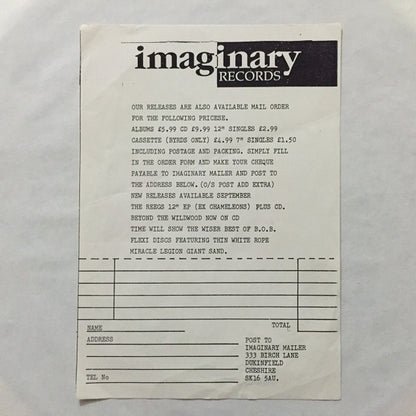 imaginary
RECORDS
OUR RELEASES ARE ALSO AVAILABLE MAIL ORDER
FOR THE FOLLOWING PRICESE.
ALBUMS £5.99 CD £9.99 12" SINGLES £2.99
CASSETTE (BYRDS ONLY) £4.99 7" SINGLES £1.50
INCLUDING POSTAGE AND PACKING. SIMPLY FILL
IN THE ORDER FORM AND MAKE YOUR CHEQUE
PAYABLE TO IMAGINARY MAILER AND POST TO
THE ADDRESS BELOW. (O/S POST ADD EXTRA)
NEW RELEASES AVAILABLE SEPTEMBER
THE REEGS 12" EP (EX CHAMELEONS) PLUS CD.
BEYOND THE WILDWOOD NOW ON CD
TIME WILL SHOW THE WISER BEST OF B.O.B.
FLEXI DISCS FEATURING THIN WHITE ROPE
MIRACLE LEGION GIANT SAND.
NAME TOTAL
ADDRESS POST TO
IMAGINARY MAILER
333 BIRCH LANE
DUKINFIELD
CHESHIRE
TEL No SK16 5AU.